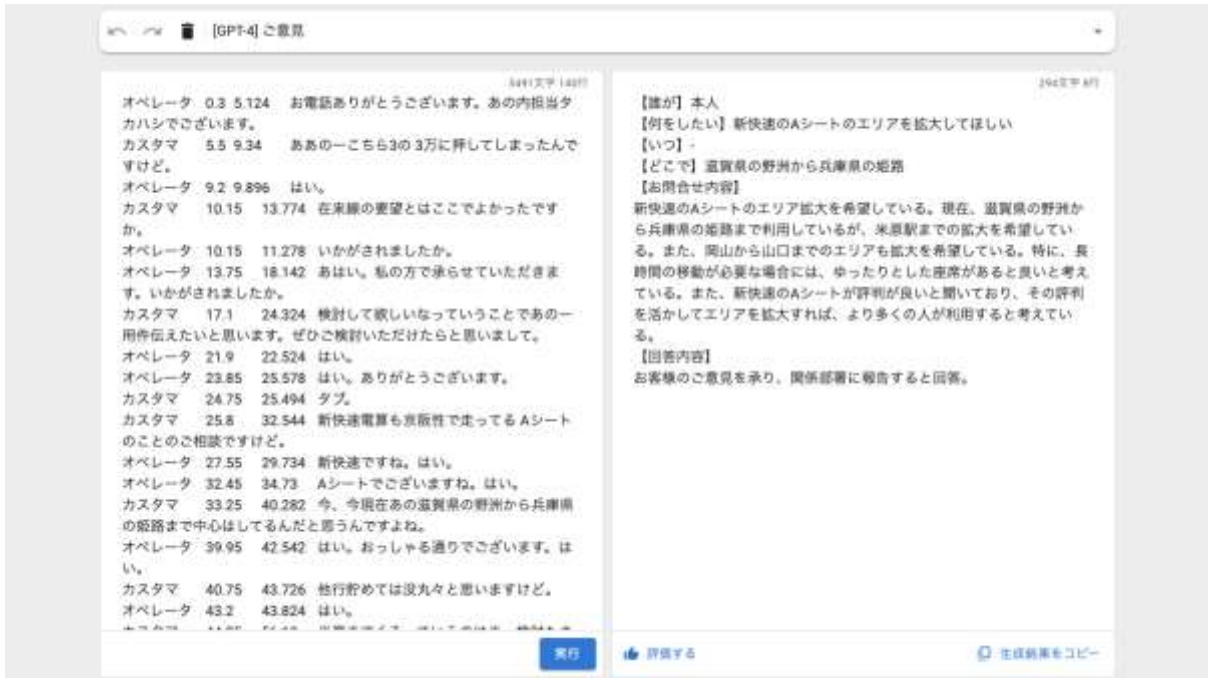 [GPT-4] ご意見
5491文字 140行
オペレータ 0.3 5.124 お電話ありがとうございます。あの内担当タ
カハシでございます。
カスタマ 5.5 9.34 ああのーこちら3の 3万に押してしまったんで
すけど。
オペレータ 9.2 9.896 はい。
カスタマ 10.15 13.774 在来線の要望とはここでよかったです
か。
オペレータ 10.15 11.278 いかがされましたか。
オペレータ 13.75 18.142 あはい。私の方で承らせていただきま
す。いかがされましたか。
カスタマ 17.1 24.324 検討して欲しいなっていうことであの一
用件伝えたいと思います。ぜひご検討いただけたらと思いまして。
オペレータ 21.9 22.524 はい。
オペレータ 23.85 25.578 はい。ありがとうございます。
カスタマ 24.75 25.494 タブ。
カスタマ 25.8 32.544 新快速電算も京阪性で走ってる Aシート
のことのご相談ですけど。
オペレータ 27.55 29.734 新快速ですね。はい。
オペレータ 32.45 34.73 Aシートでございますね。はい。
カスタマ 33.25 40.282 今、今現在あの滋賀県の野洲から兵庫県
の姫路まで中心はしてるんだと思うんですよね。
オペレータ 39.95 42.542 はい。おっしゃる通りでございます。は
い。
カスタマ 40.75 43.726 他行貯めては没丸々と思いますけど。
オペレータ 43.2 43.824 はい。
実行
294文字 8行
【誰が】本人
【何をしたい】新快速のAシートのエリアを拡大してほしい
【いつ】-
【どこで】滋賀県の野洲から兵庫県の姫路
【お問合せ内容】
新快速のAシートのエリア拡大を希望している。現在、滋賀県の野洲か
ら兵庫県の姫路まで利用しているが、米原駅までの拡大を希望してい
る。また、岡山から山口までのエリアも拡大を希望している。特に、長
時間の移動が必要な場合には、ゆったりとした座席があると良いと考え
ている。また、新快速のAシートが評判が良いと聞いており、その評判
を活かしてエリアを拡大すれば、より多くの人が利用すると考えてい
る。
【回答内容】
お客様のご意見を承り、関係部署に報告すると回答。
評価する
生成結果をコピー